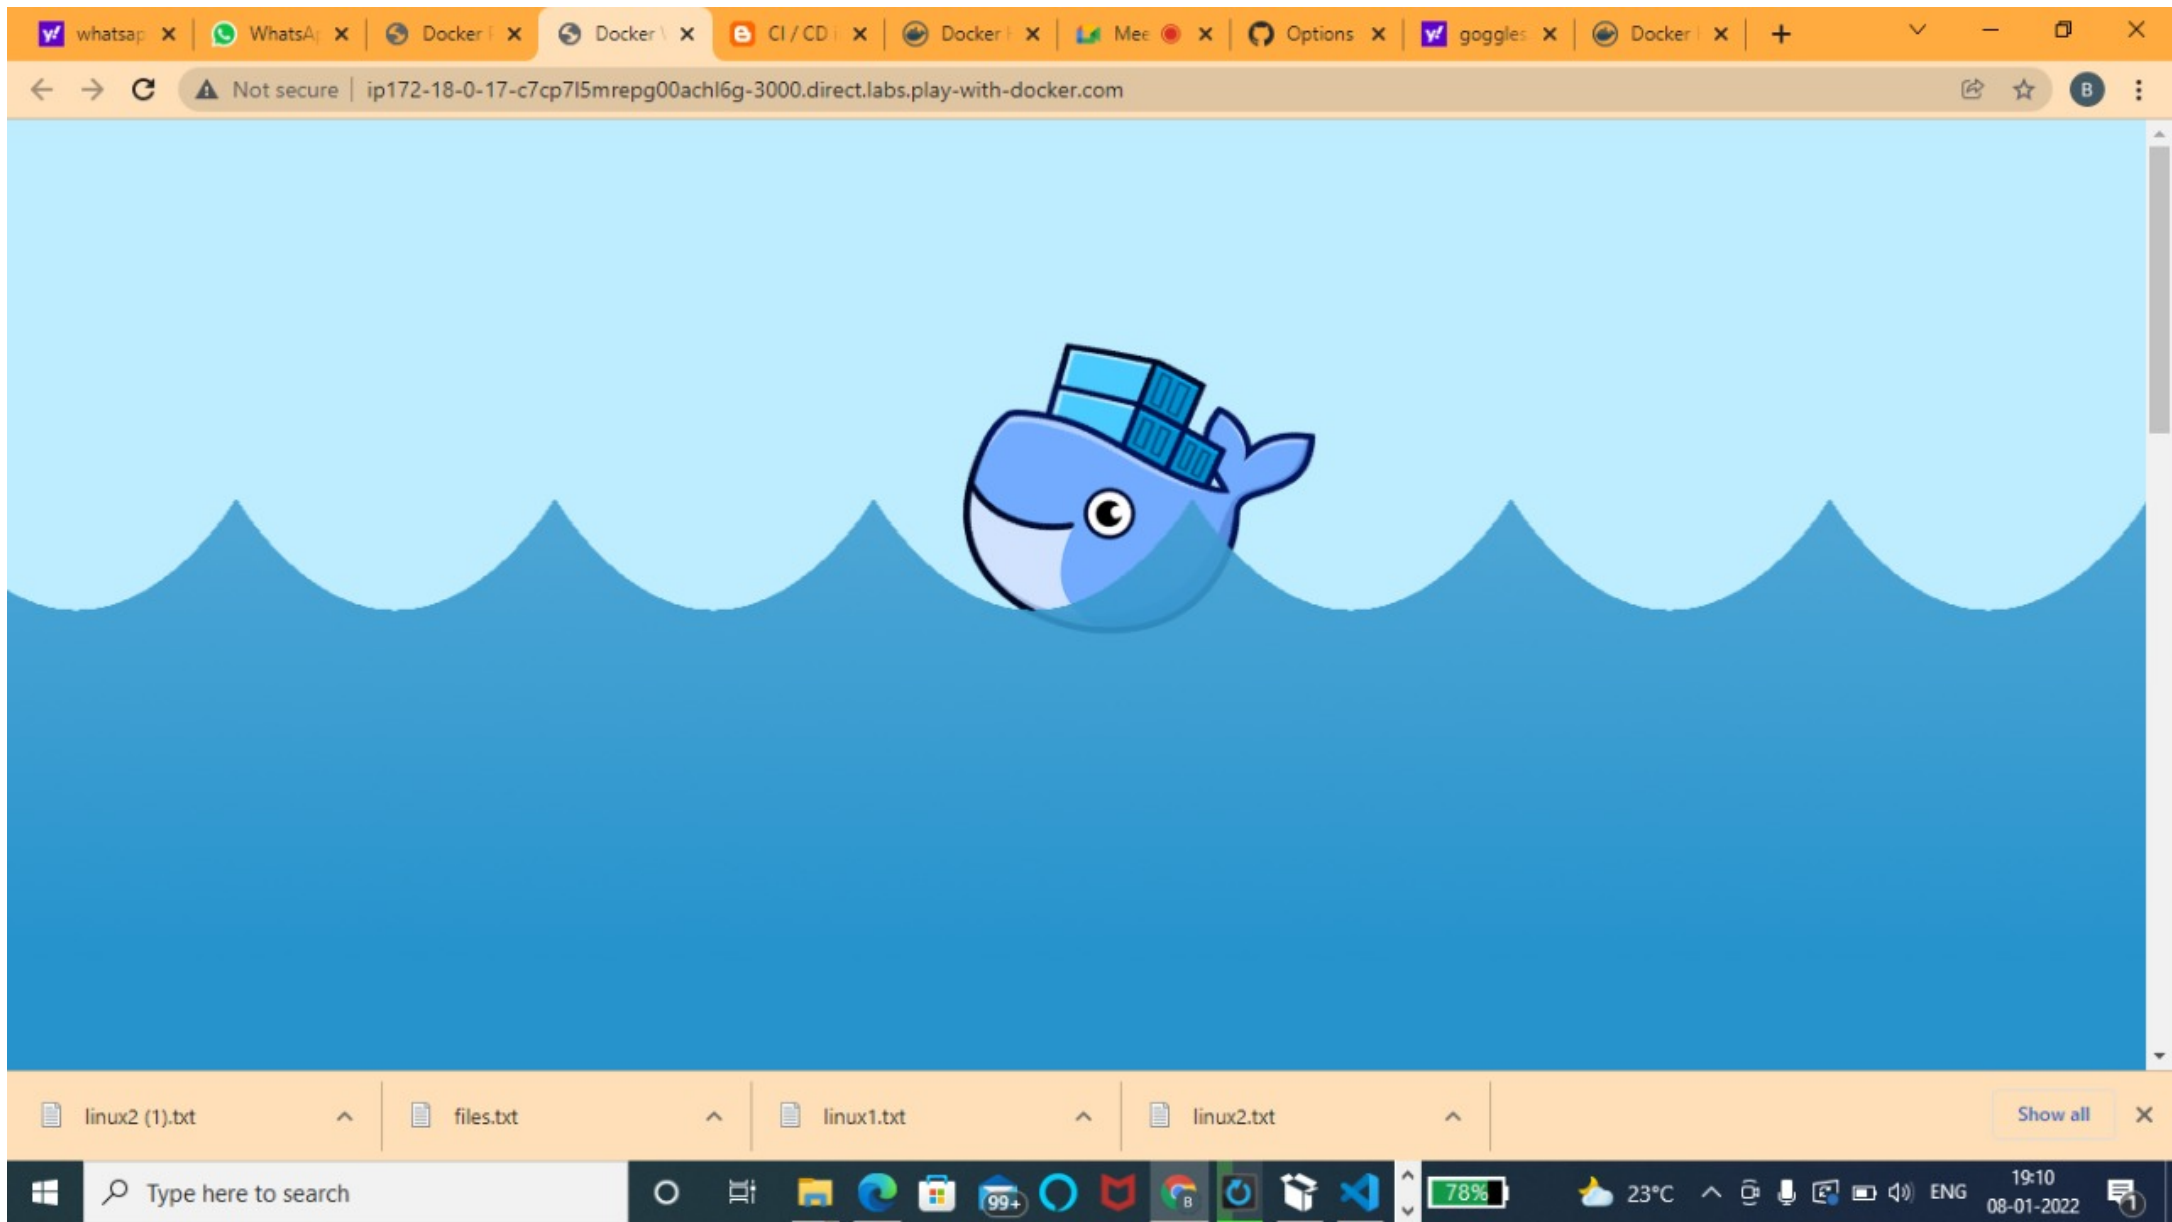 whatsap
WhatsA
Docker
Docker
CI / CD
Docker
Mee
Options
goggles
Docker
Not secure
ip172-18-0-17-c7cp7l5mrepg00achl6g-3000.direct.labs.play-with-docker.com
B
linux2 (1).txt
files.txt
linux1.txt
linux2.txt
Show all
Type here to search
99+
B
78%
23°C
ENG
19:10
08-01-2022
1